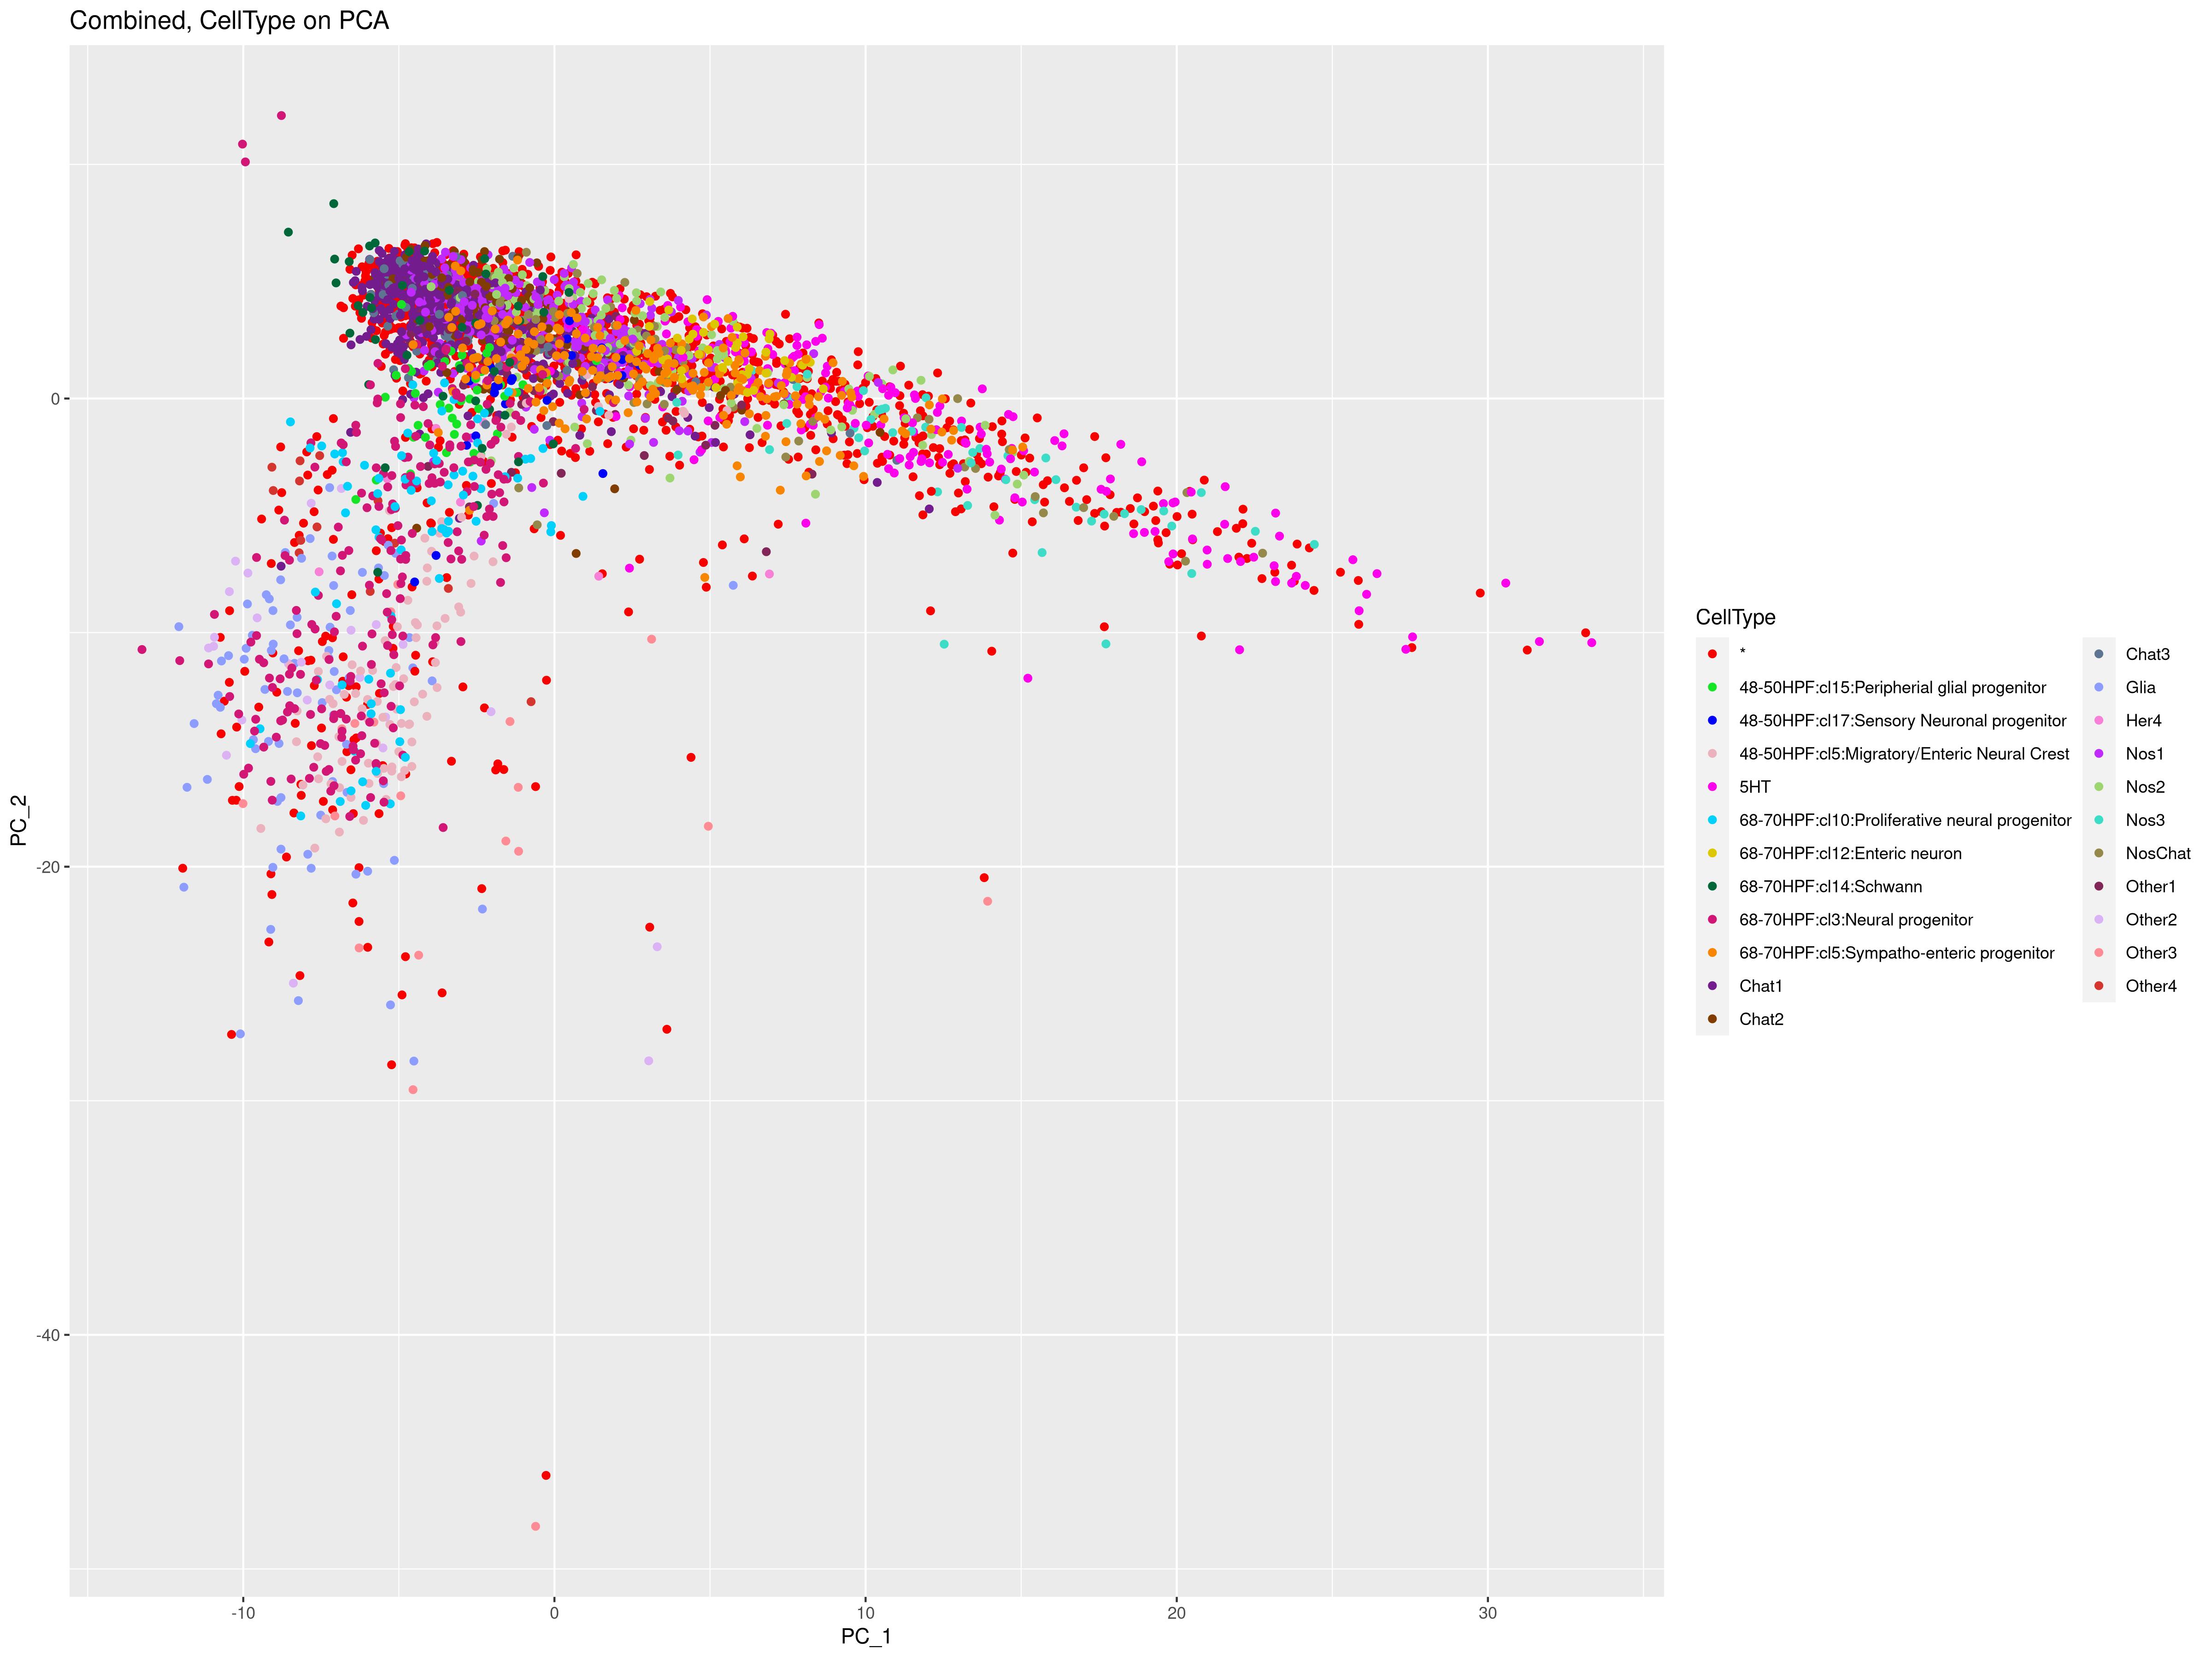 Combined, CellType on PCA
PC_2
0
-20
-40
-10
0
10
20
30
PC_1
CellType
*
48-50HPF:cl15:Peripherial glial progenitor
48-50HPF:cl17:Sensory Neuronal progenitor
48-50HPF:cl5:Migratory/Enteric Neural Crest
5HT
68-70HPF:cl10:Proliferative neural progenitor
68-70HPF:cl12:Enteric neuron
68-70HPF:cl14:Schwann
68-70HPF:cl3:Neural progenitor
68-70HPF:cl5:Sympatho-enteric progenitor
Chat1
Chat2
Chat3
Glia
Her4
Nos1
Nos2
Nos3
NosChat
Other1
Other2
Other3
Other4